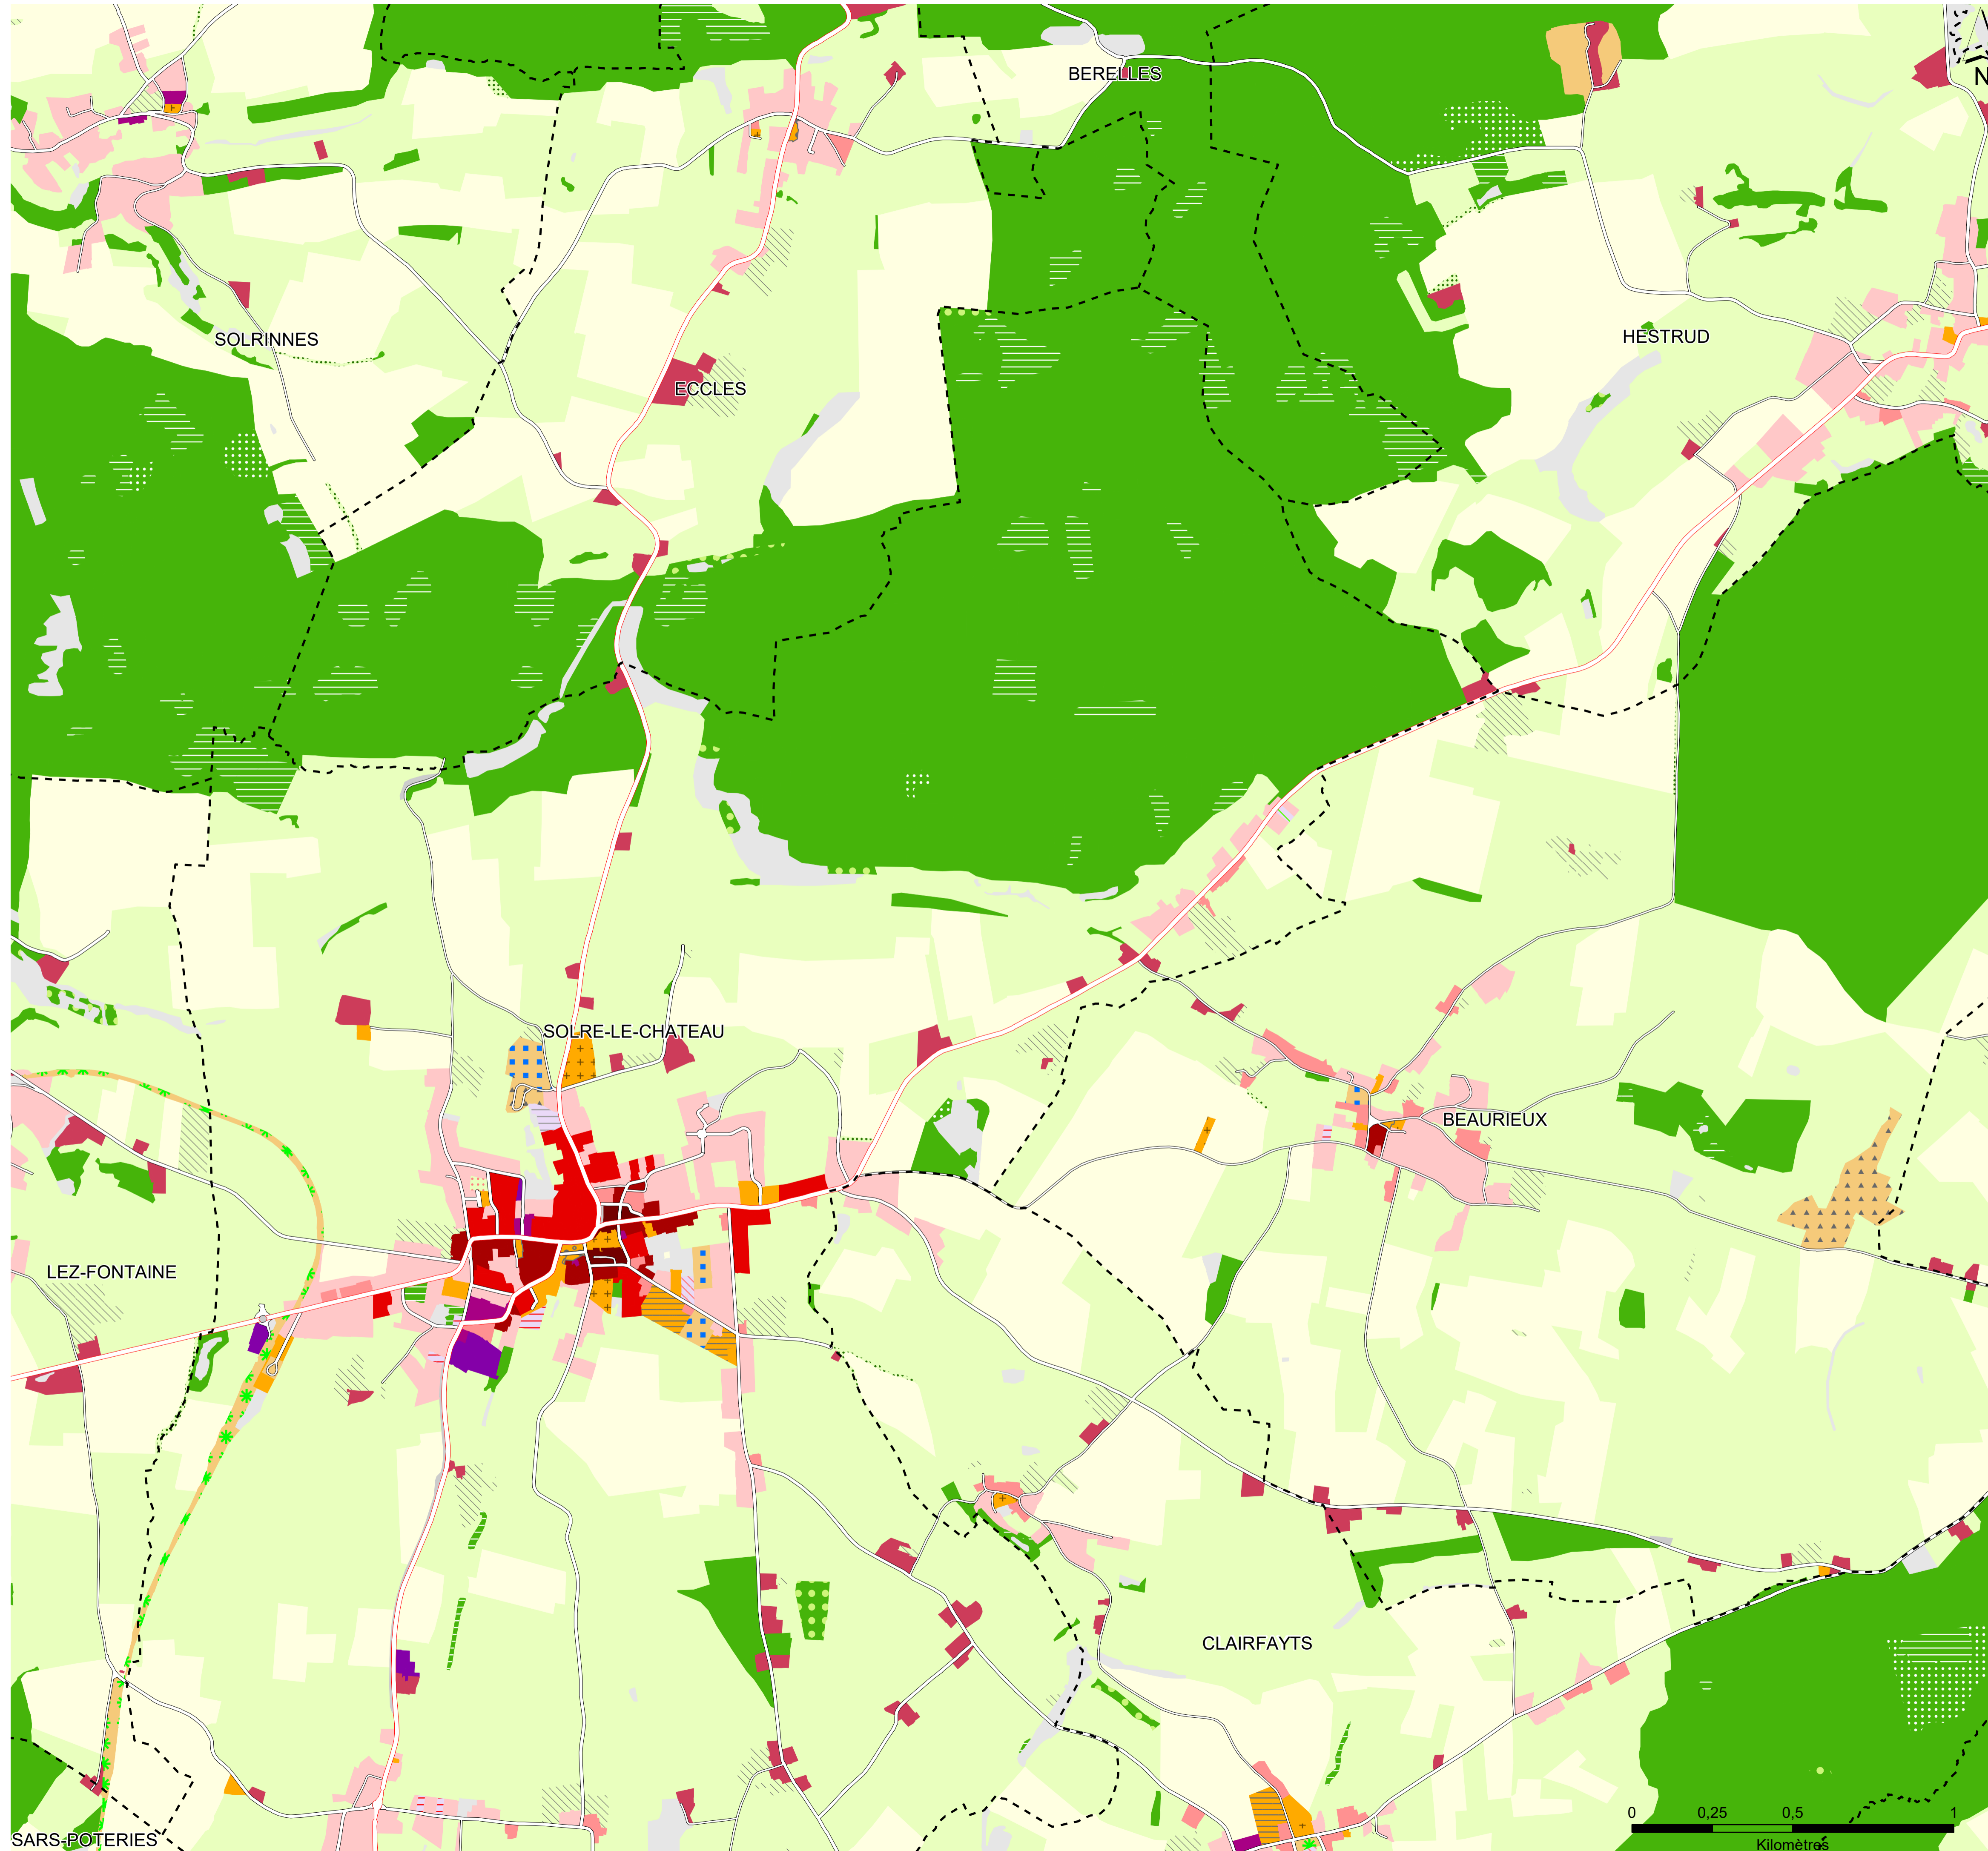 BERELLES
N
SOLRINNES
HESTRUD
ECCLES
SOLRE-LE-CHATEAU
BEAURIEUX
LEZ-FONTAINE
CLAIRFAYTS
0 0,25 0,5 1
Kilomètres
SARS-POTERIES